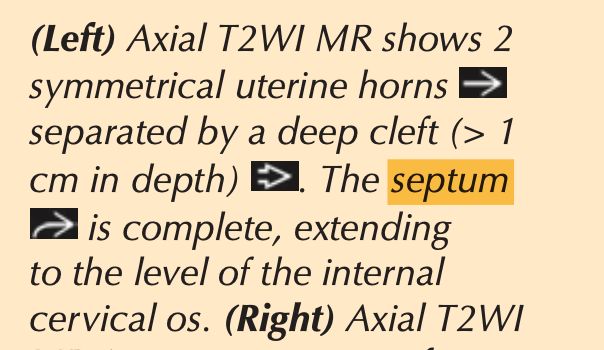 (Left) Axial T2WI MR shows 2
symmetrical uterine horns
separated by a deep cleft (> 1
cm in depth) . The septum
is complete, extending
to the level of the internal
cervical os. (Right) Axial T2WI